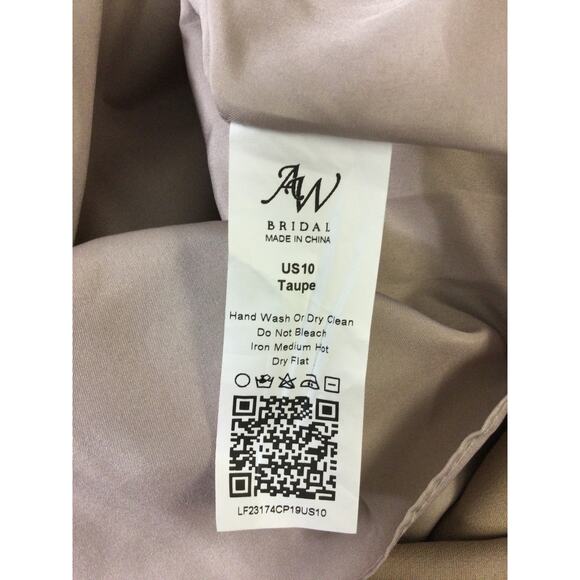 AW
BRIDAL
MADE IN CHINA
US10
Taupe
Hand Wash Or Dry Clean
Do Not Bleach
Iron Medium Hot
Dry Flat
LF23174CP19US10